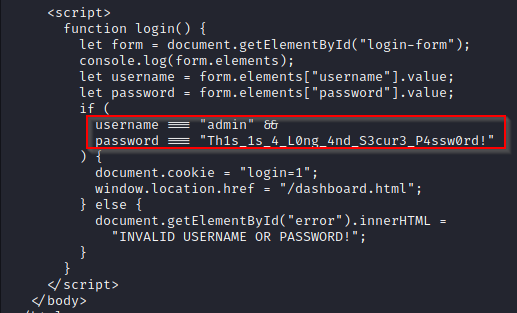 <script>
function login() {
let form = document.getElementById("login-form");
console.log(form.elements);
let username = form.elements["username"].value;
let password = form.elements["password"].value;
if (
username === "admin" &&
password === "Th1s_1s_4_L0ng_4nd_S3cur3_P4ssw0rd!"
) {
document.cookie = "login=1";
window.location.href = "/dashboard.html";
} else {
document.getElementById("error").innerHTML =
"INVALID USERNAME OR PASSWORD!";
}
}
</script>
</body>